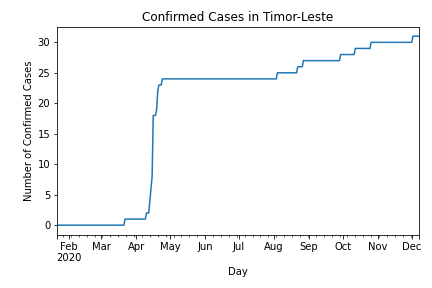 Confirmed Cases in Timor-Leste
30
25
20
15
10
5
0
Number of Confirmed Cases
Feb Mar Apr May Jun Jul Aug Sep Oct Nov Dec
2020
Day